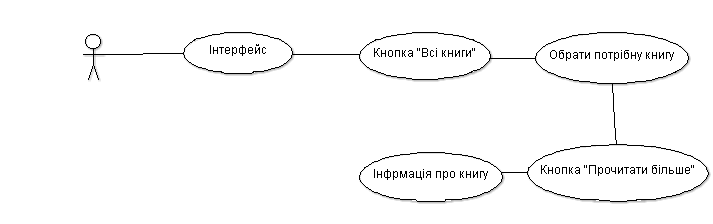 Інтерфейс
Кнопка "Всі книги"
Обрати потрібну книгу
Кнопка "Прочитати більше"
Інфрмація про книгу